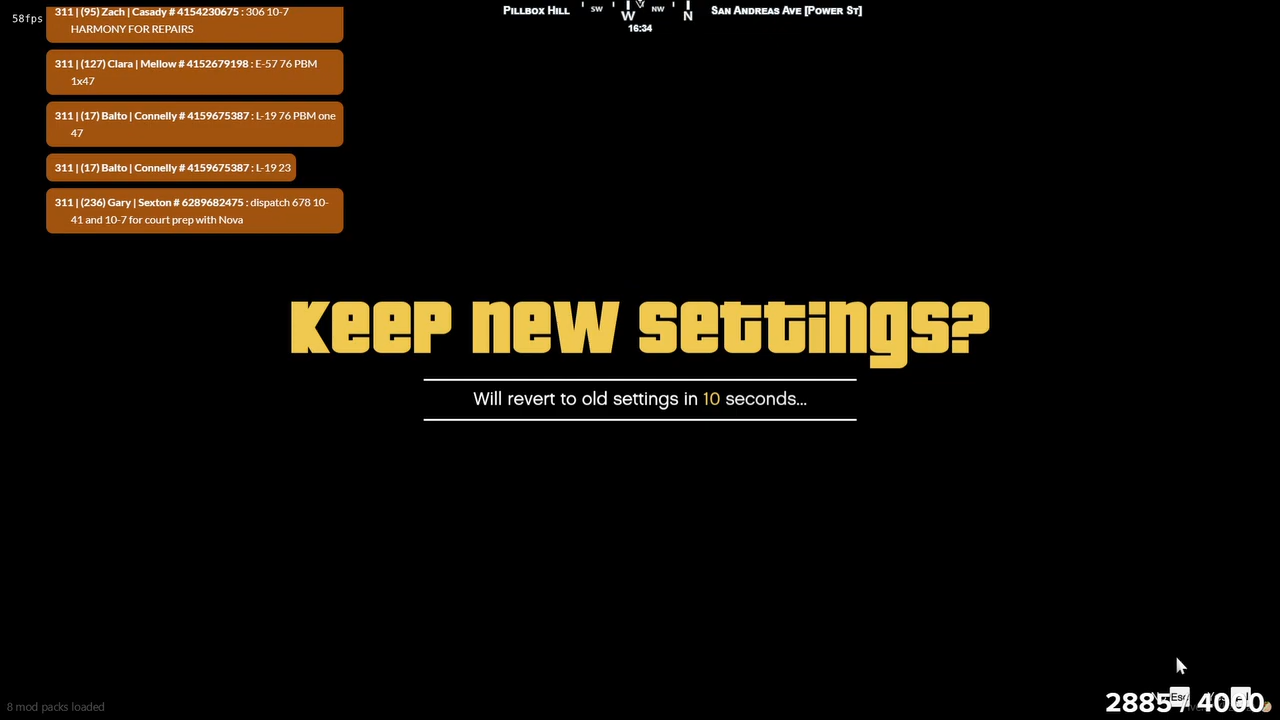 58fps
311 | (95) Zach | Casady # 4154230675 : 306 10-7
HARMONY FOR REPAIRS
311 | (127) Clara | Mellow # 4152679198 : E-57 76 PBM
1x47
311 | (17) Balto | Connelly # 4159675387 : L-19 76 PBM one
47
311 | (17) Balto | Connelly # 4159675387 : L-19 23
311 | (236) Gary | Sexton # 6289682475 : dispatch 678 10-
41 and 10-7 for court prep with Nova
Pillbox Hill
SW
W
NW
N
San Andreas Ave [Power St]
16:34
Keep new settings?
Will revert to old settings in 10 seconds...
8 mod packs loaded
Esc
2885 / 4000